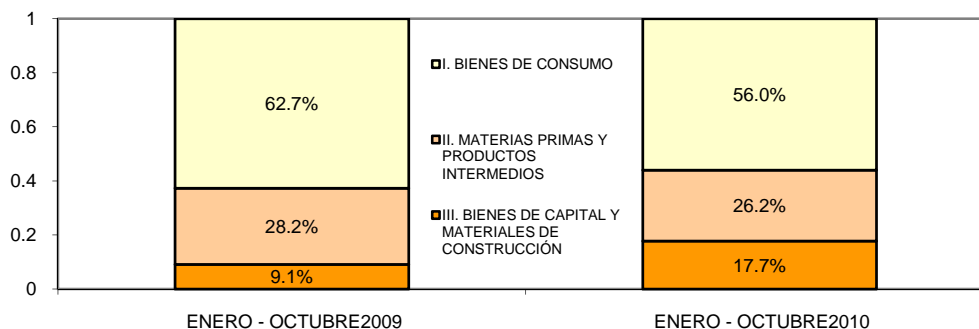 1
0.8
0.6
0.4
0.2
0
62.7%
28.2%
9.1%
I. BIENES DE CONSUMO
II. MATERIAS PRIMAS Y
PRODUCTOS
INTERMEDIOS
III. BIENES DE CAPITAL Y
MATERIALES DE
CONSTRUCCIÓN
56.0%
26.2%
17.7%
ENERO - OCTUBRE2009
ENERO - OCTUBRE2010